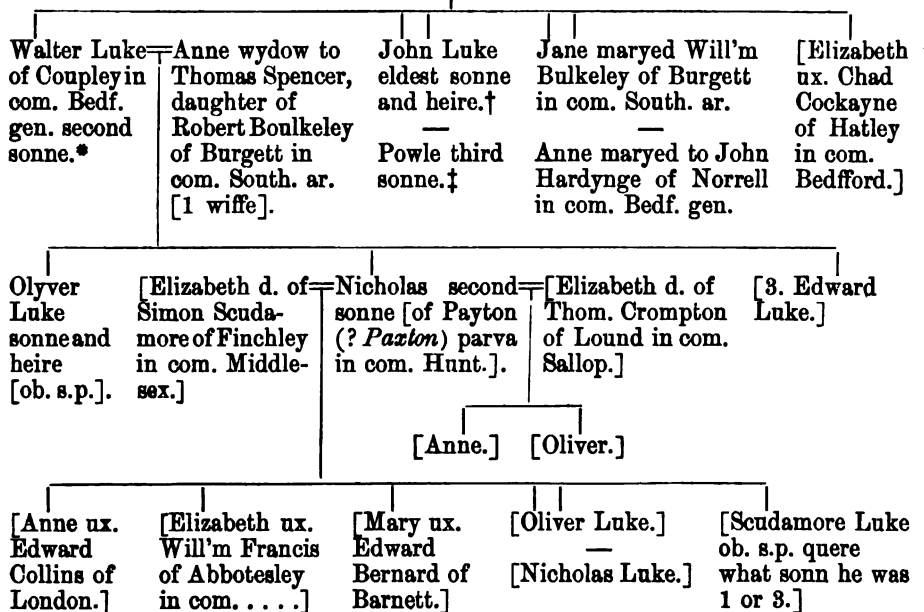 Walter Luke
of Coupley in
com. Bedf.
gen. second
sonne.*
Anne wydow to
Thomas Spencer,
daughter of
Robert Boulkeley
of Burgett in
com. South. ar.
[1 wiffe].
John Luke
eldest sonne
and heire.†
—
Powle third
sonne.‡
Jane maryed Will'm
Bulkeley of Burgett
in com. South. ar.
—
Anne maryed to John
Hardynge of Norrell
in com. Bedf. gen.
[Elizabeth
ux. Chad
Cockayne
of Hatley
in com.
Bedfford.]
Olyver
Luke
sonne and
heire
[ob. s.p.].
[Elizabeth d. of
Simon Scuda-
more of Finchley
in com. Middle-
sex.]
Nicholas second
sonne [of Payton
(? Paxton) parva
in com. Hunt.].
[Elizabeth d. of
Thom. Crompton
of Lound in com.
Sallop.]
[3. Edward
Luke.]
[Anne.]
[Oliver.]
[Anne ux.
Edward
Collins of
London.]
[Elizabeth ux.
Will'm Francis
of Abbotesley
in com. . . . .]
[Mary ux.
Edward
Bernard of
Barnett.]
[Oliver Luke.]
—
[Nicholas Luke.]
[Scudamore Luke
ob. s.p. quere
what sonn he was
1 or 3.]